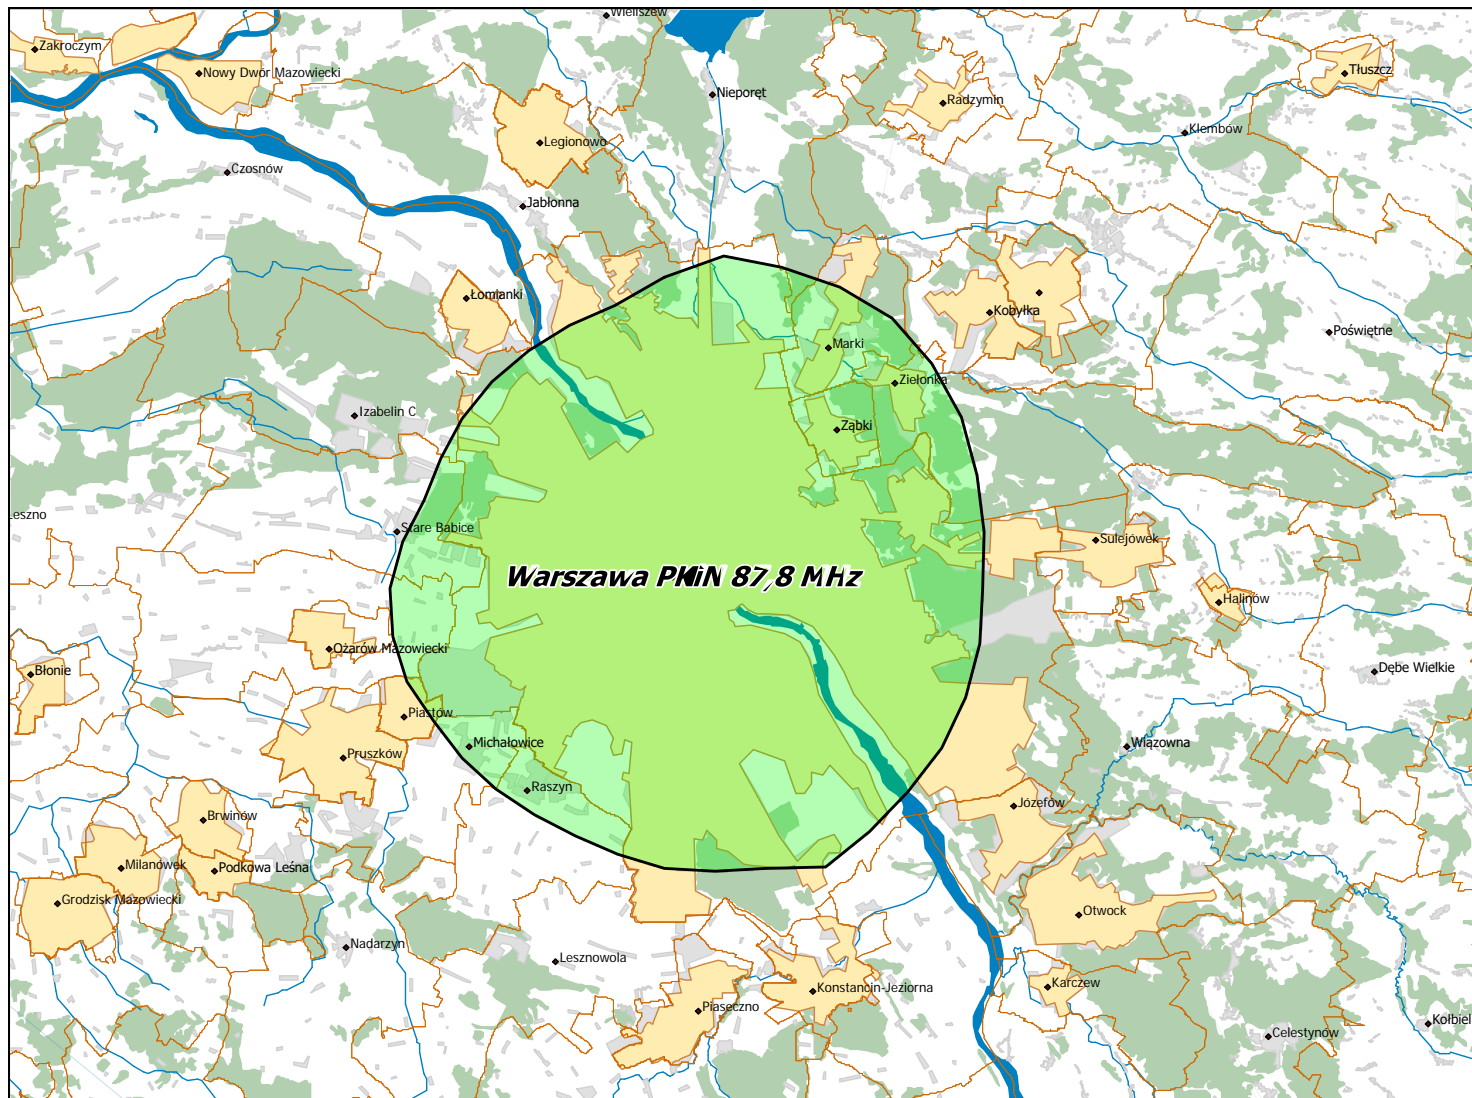 Wieliszew
Zakroczym
Nowy Dwór Mazowiecki
Tłuszcz
Nieporęt
Radzymin
Klembów
Legionowo
Czosnów
Jabłonna
Łomianki
Kobyłka
Poświętne
Marki
Zielonka
Izabelin C
Ząbki
Leszno
Stare Babice
Sulejówek
Warszawa PKiN 87,8 MHz
Halinów
Ożarów Mazowiecki
Błonie
Dębe Wielkie
Piastów
Michałowice
Wiązowna
Pruszków
Raszyn
Józefów
Brwinów
Milanówek
Podkowa Leśna
Grodzisk Mazowiecki
Otwock
Nadarzyn
Lesznowola
Karczew
Konstancin-Jeziorna
Piaseczno
Kołbiel
Celestynów